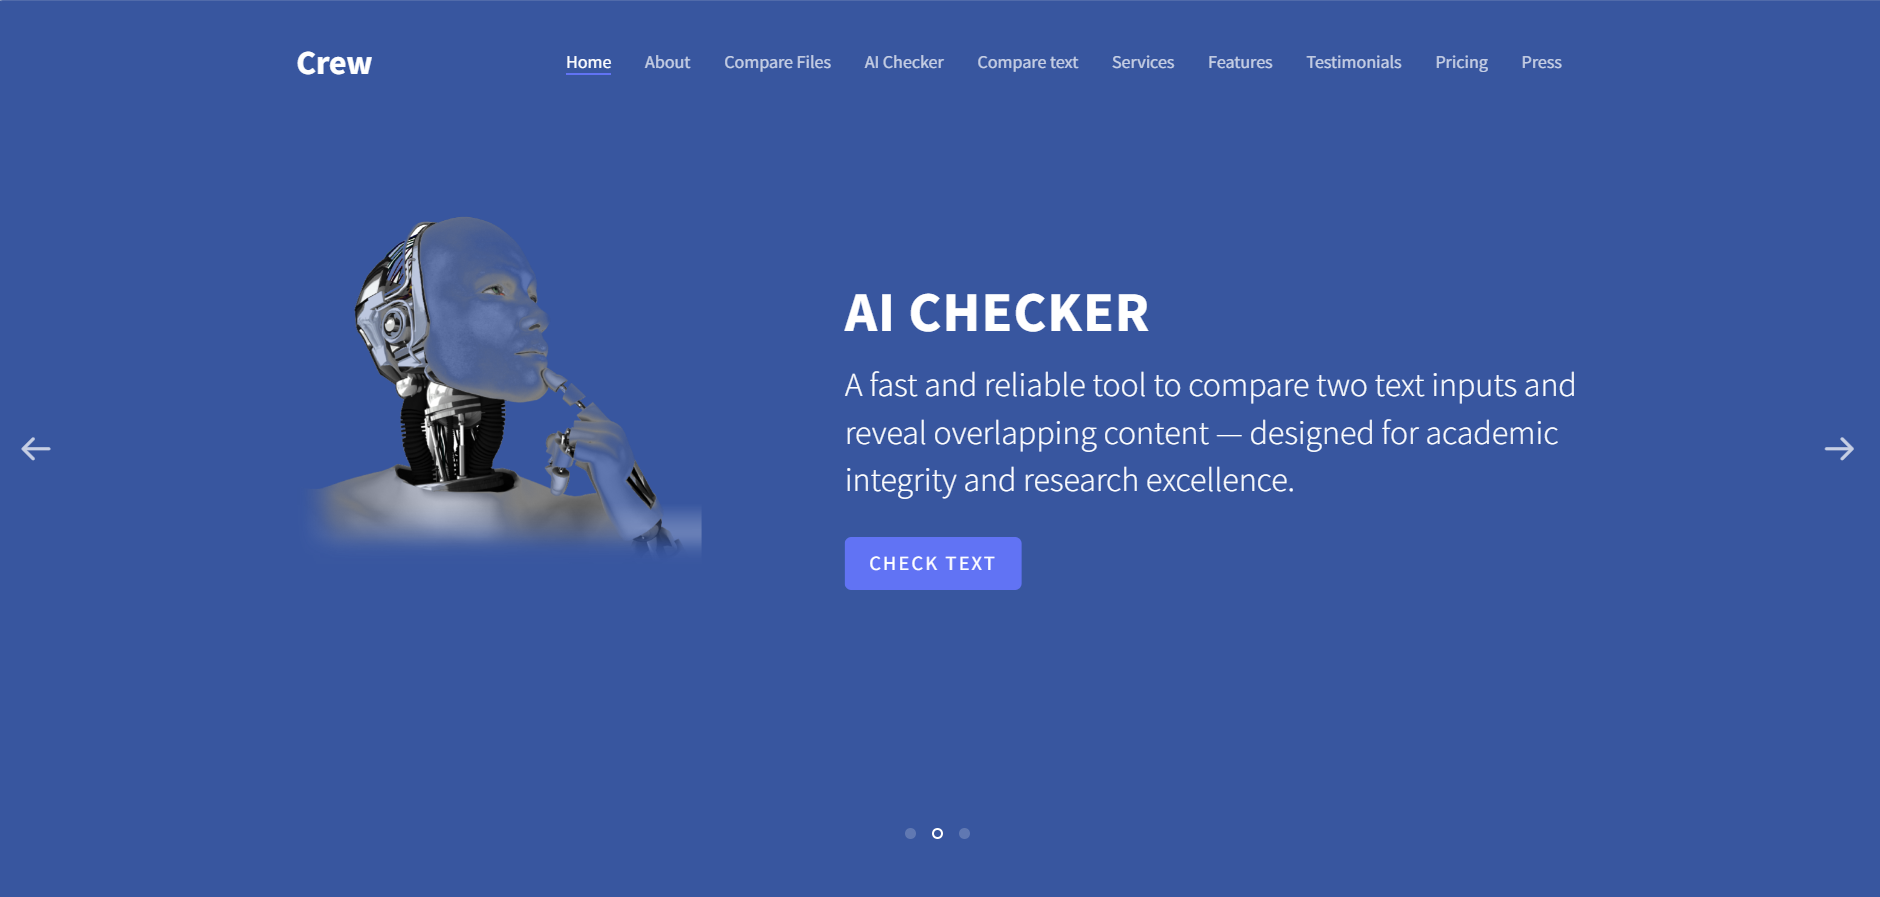 Crew
Home About Compare Files AI Checker Compare text Services Features Testimonials Pricing Press
AI CHECKER
A fast and reliable tool to compare two text inputs and
reveal overlapping content — designed for academic
integrity and research excellence.
CHECK TEXT